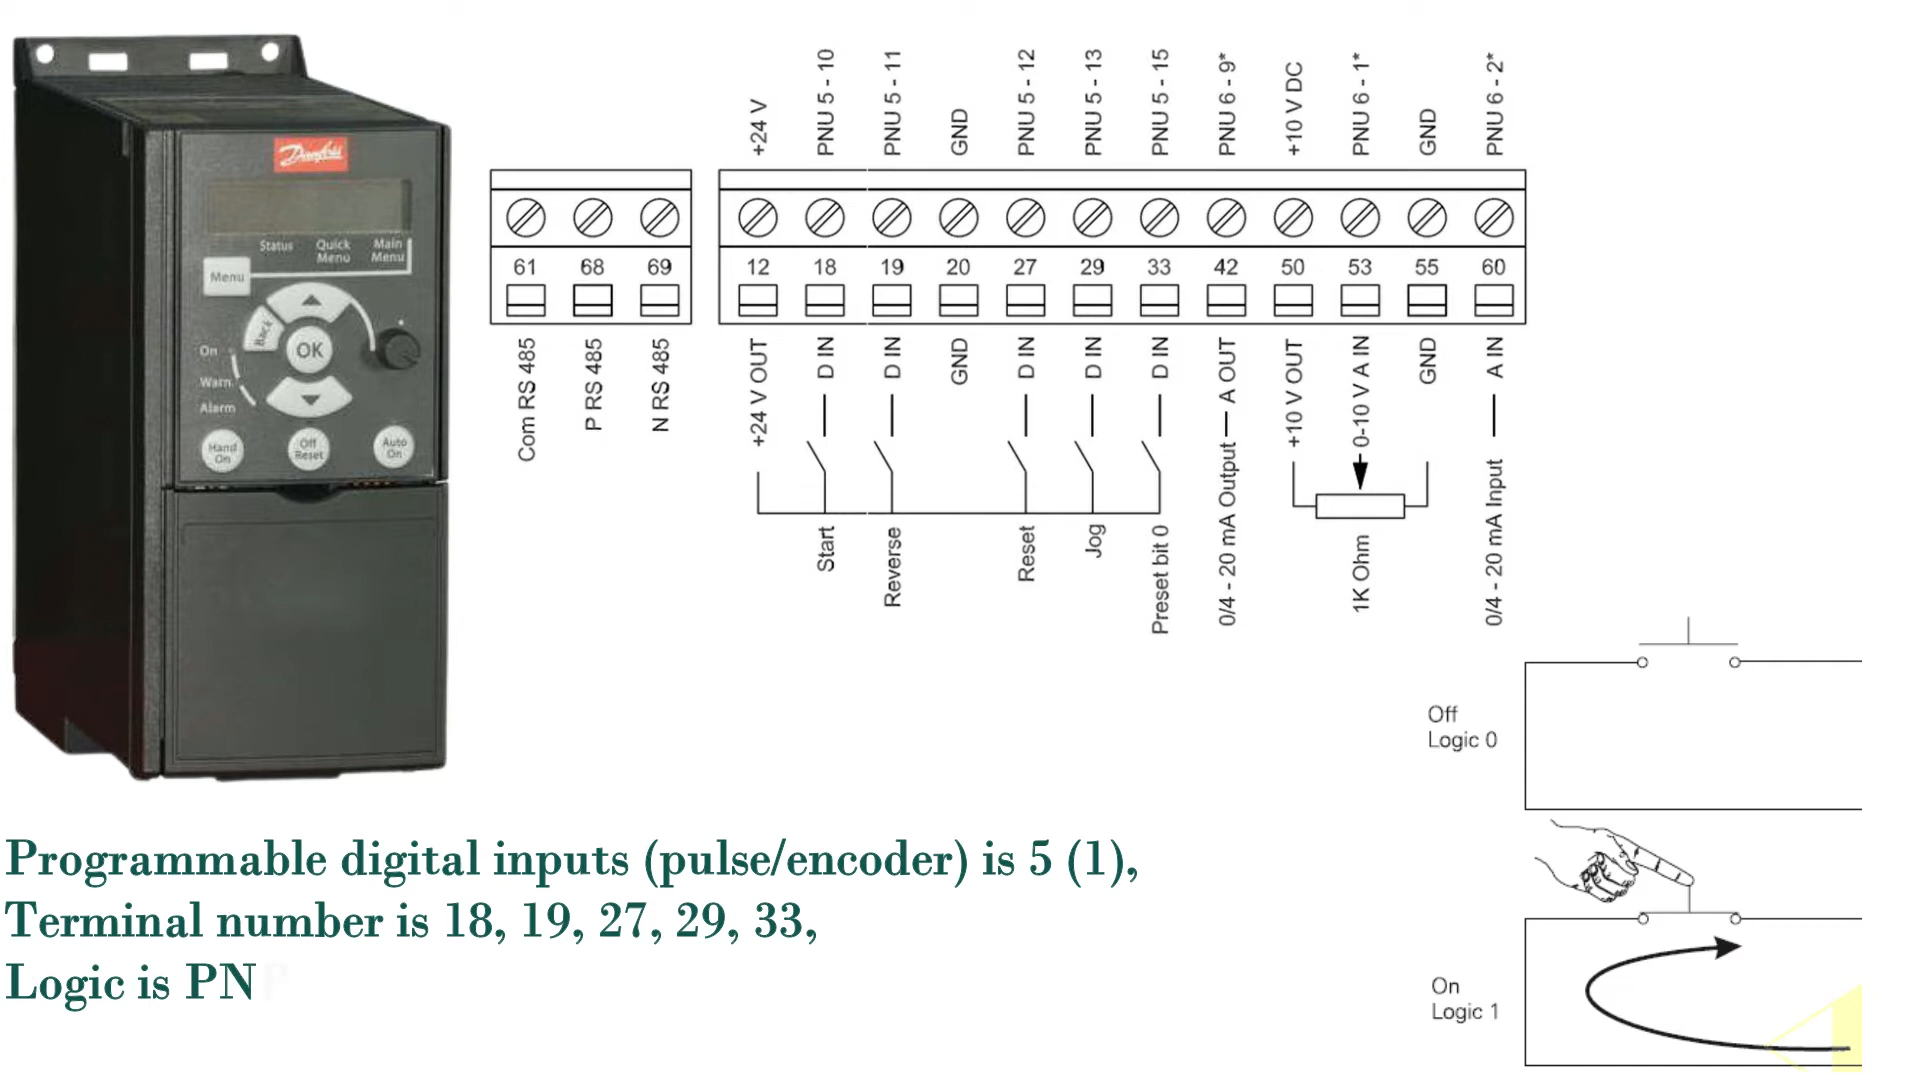 Danfoss
Status
Quick Menu
Main Menu
Menu
Back
OK
On
Warn.
Alarm
Hand On
Off Reset
Auto On
+24 V
PNU 5 - 10
PNU 5 - 11
GND
PNU 5 - 12
PNU 5 - 13
PNU 5 - 15
PNU 6 - 9*
+10 V DC
PNU 6 - 1*
GND
PNU 6 - 2*
61 68 69
12 18 19 20 27 29 33 42 50 53 55 60
Com RS 485
P RS 485
N RS 485
+24 V OUT
D IN
D IN
GND
D IN
D IN
D IN
0/4 - 20 mA Output
A OUT
+10 V OUT
0-10 V A IN
GND
0/4 - 20 mA Input
A IN
Start
Reverse
Reset
Jog
Preset bit 0
1K Ohm
Off
Logic 0
On
Logic 1
Programmable digital inputs (pulse/encoder) is 5 (1),
Terminal number is 18, 19, 27, 29, 33,
Logic is PNP